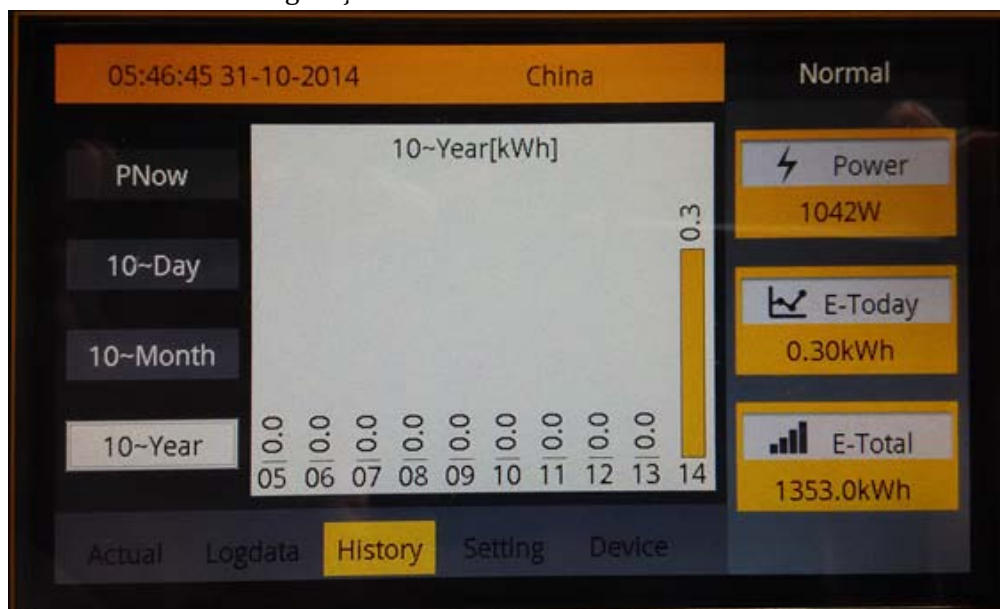 05:46:45 31-10-2014 China Normal
PNow
10~Day
10~Month
10~Year
10~Year[kWh]
0.0 0.0 0.0 0.0 0.0 0.0 0.0 0.0 0.0 0.3
05 06 07 08 09 10 11 12 13 14
Power
1042W
E-Today
0.30kWh
E-Total
1353.0kWh
Actual Logdata History Setting Device